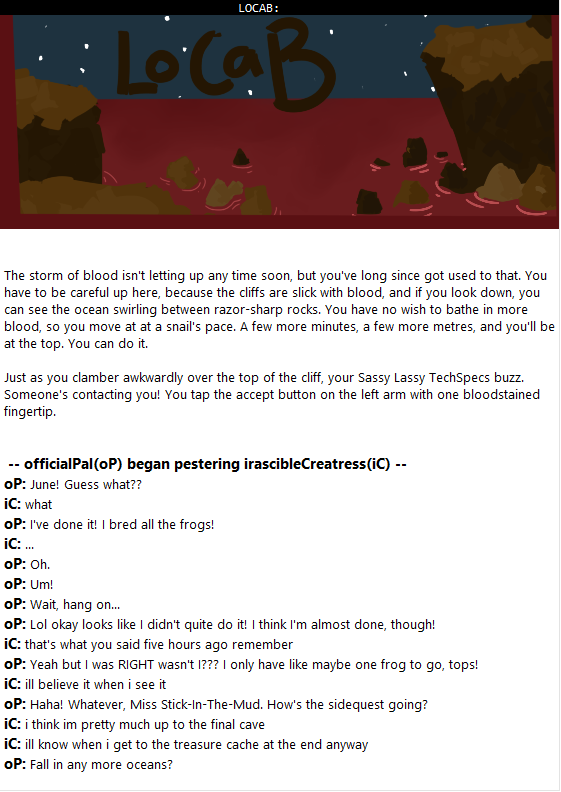 LOCAB:
LoCaB
The storm of blood isn't letting up any time soon, but you've long since got used to that. You
have to be careful up here, because the cliffs are slick with blood, and if you look down, you
can see the ocean swirling between razor-sharp rocks. You have no wish to bathe in more
blood, so you move at at a snail's pace. A few more minutes, a few more metres, and you'll be
at the top. You can do it.
Just as you clamber awkwardly over the top of the cliff, your Sassy Lassy TechSpecs buzz.
Someone's contacting you! You tap the accept button on the left arm with one bloodstained
fingertip.
-- officialPal(oP) began pestering irascibleCreatress(iC) --
oP: June! Guess what??
iC: what
oP: I've done it! I bred all the frogs!
iC: ...
oP: Oh.
oP: Um!
oP: Wait, hang on...
oP: Lol okay looks like I didn't quite do it! I think I'm almost done, though!
iC: that's what you said five hours ago remember
oP: Yeah but I was RIGHT wasn't I??? I only have like maybe one frog to go, tops!
iC: ill believe it when i see it
oP: Haha! Whatever, Miss Stick-In-The-Mud. How's the sidequest going?
iC: i think im pretty much up to the final cave
iC: ill know when i get to the treasure cache at the end anyway
oP: Fall in any more oceans?